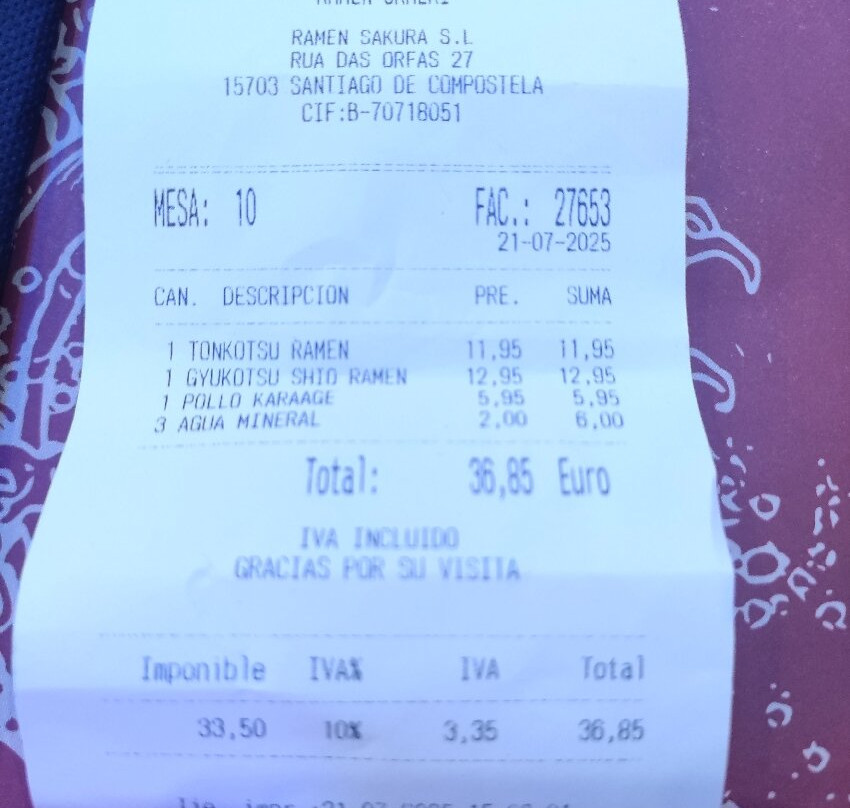 RAMEN SAKURA S.L
RUA DAS ORFAS 27
15703 SANTIAGO DE COMPOSTELA
CIF:B-70718051
MESA: 10 FAC.: 27653
21-07-2025
CAN. DESCRIPCION PRE. SUMA
1 TONKOTSU RAMEN 11,95 11,95
1 GYUKOTSU SHIO RAMEN 12,95 12,95
1 POLLO KARAAGE 5,95 5,95
3 AGUA MINERAL 2,00 6,00
Total: 36,85 Euro
IVA INCLUIDO
GRACIAS POR SU VISITA
Imponible IVA% IVA Total
33,50 10% 3,35 36,85